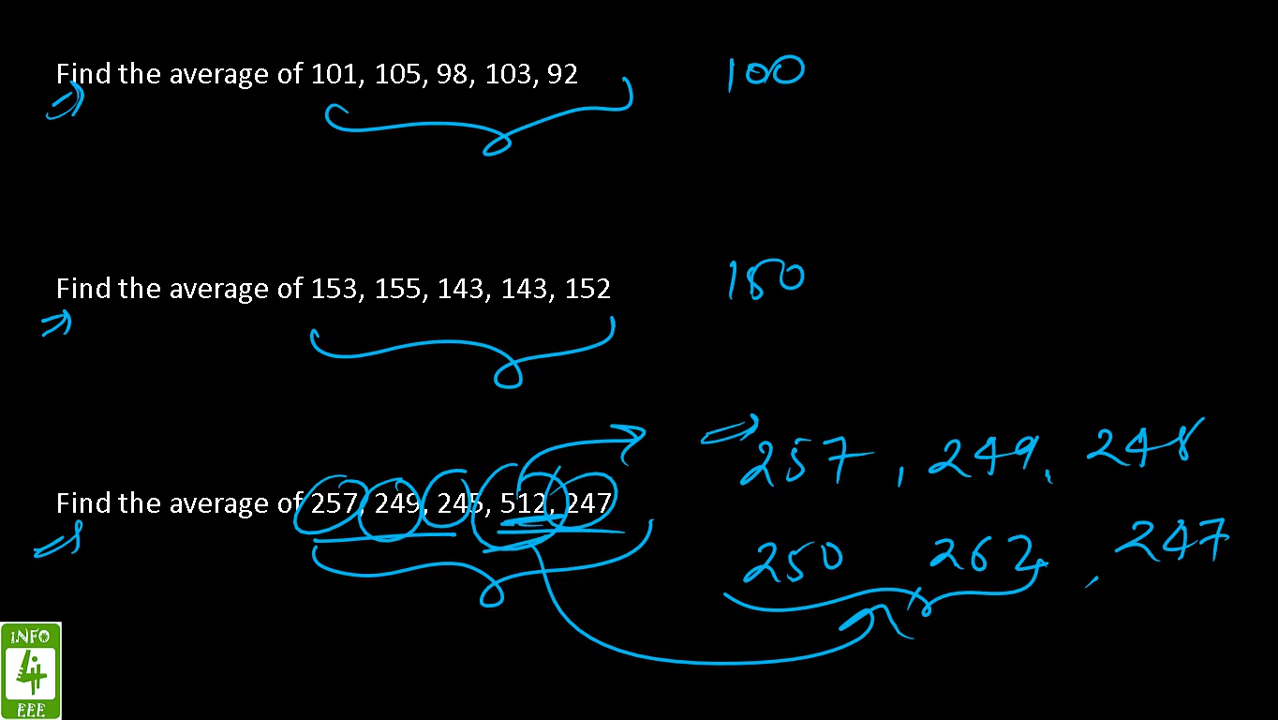 Find the average of 101, 105, 98, 103, 92 100
Find the average of 153, 155, 143, 143, 152 150
257, 249, 248
Find the average of 257, 249, 245, 512, 247
250 262, 247
iNFO
4
EEE